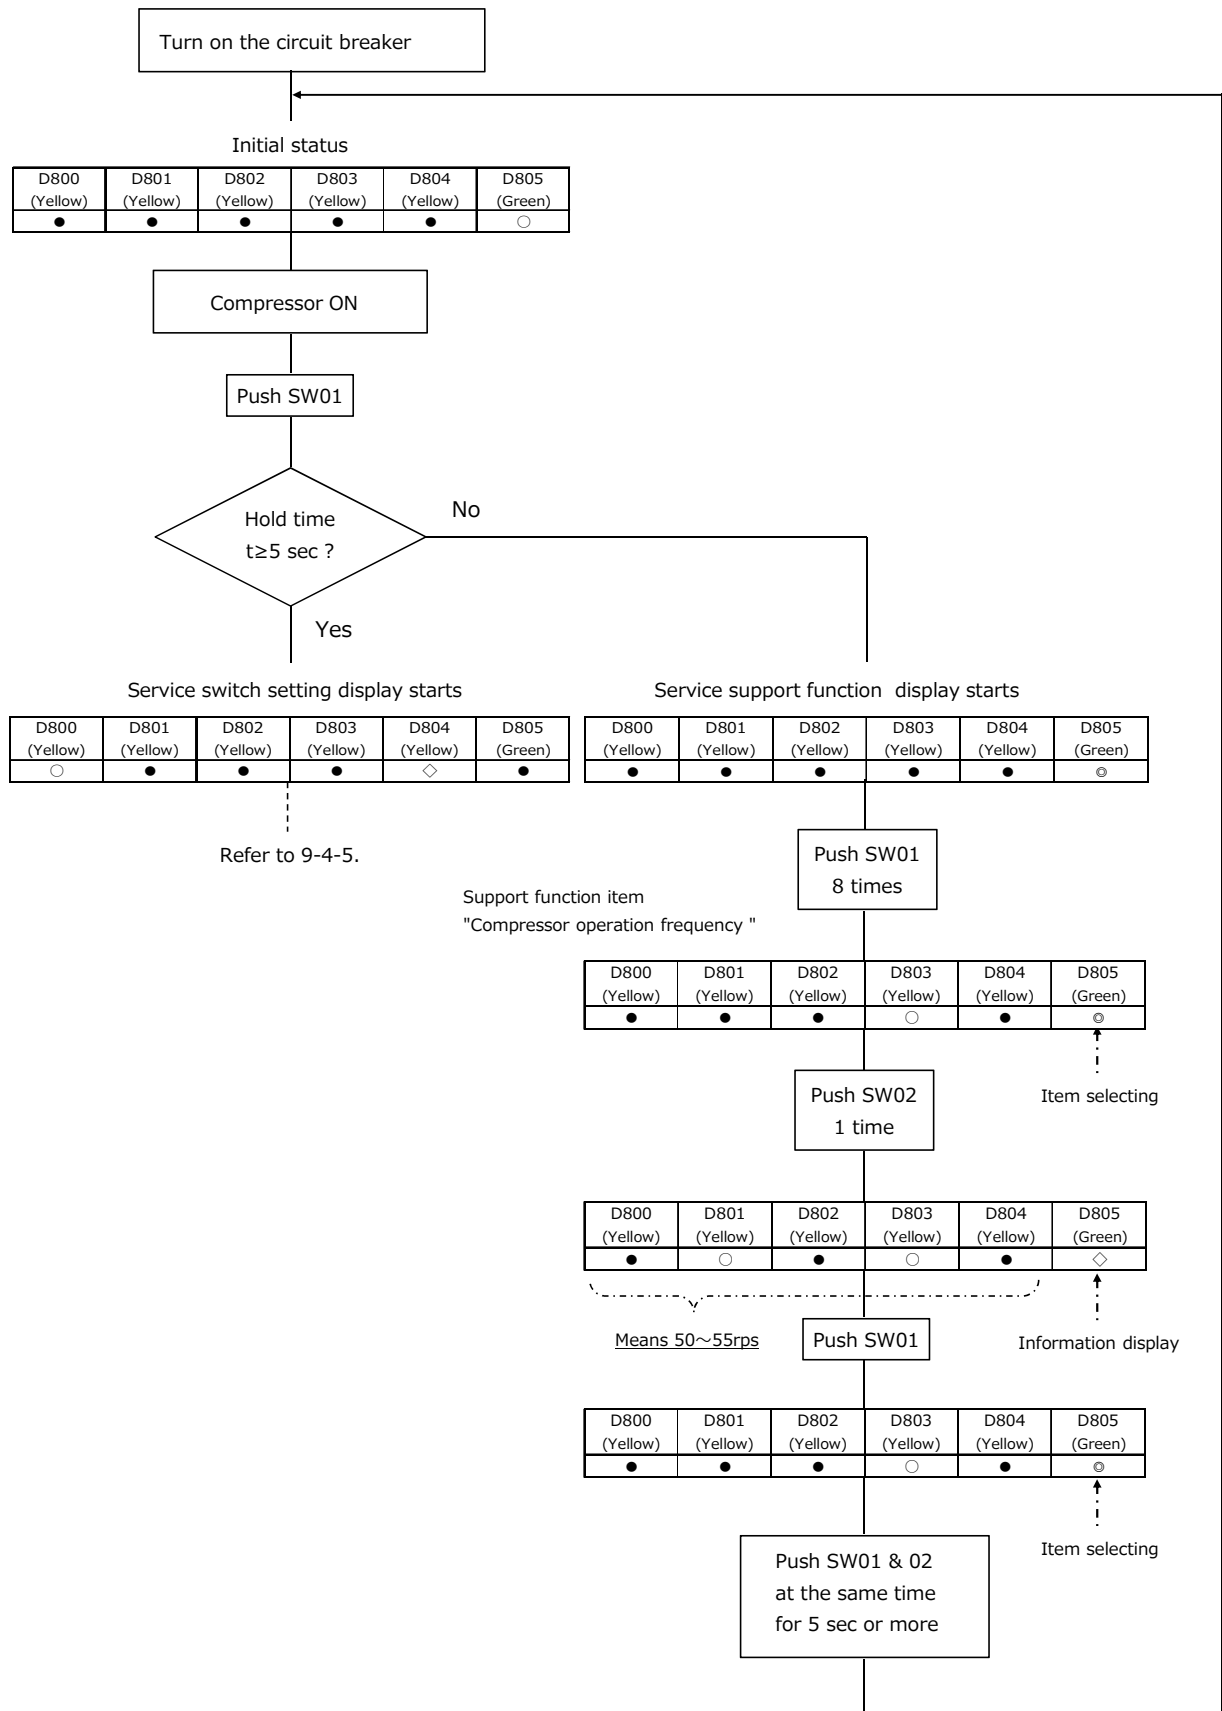 Turn on the circuit breaker
Initial status
D800 D801 D802 D803 D804 D805
(Yellow) (Yellow) (Yellow) (Yellow) (Yellow) (Green)
● ● ● ● ● ○
Compressor ON
Push SW01
Hold time
t≥5 sec ?
No
Yes
Service switch setting display starts
D800 D801 D802 D803 D804 D805
(Yellow) (Yellow) (Yellow) (Yellow) (Yellow) (Green)
○ ● ● ● ◇ ●
Refer to 9-4-5.
Service support function display starts
D800 D801 D802 D803 D804 D805
(Yellow) (Yellow) (Yellow) (Yellow) (Yellow) (Green)
● ● ● ● ● ◎
Push SW01
8 times
Support function item
"Compressor operation frequency "
D800 D801 D802 D803 D804 D805
(Yellow) (Yellow) (Yellow) (Yellow) (Yellow) (Green)
● ● ● ○ ● ◎
Item selecting
Push SW02
1 time
D800 D801 D802 D803 D804 D805
(Yellow) (Yellow) (Yellow) (Yellow) (Yellow) (Green)
● ○ ● ○ ● ◇
Means 50～55rps
Push SW01
Information display
D800 D801 D802 D803 D804 D805
(Yellow) (Yellow) (Yellow) (Yellow) (Yellow) (Green)
● ● ● ○ ● ◎
Item selecting
Push SW01 & 02
at the same time
for 5 sec or more